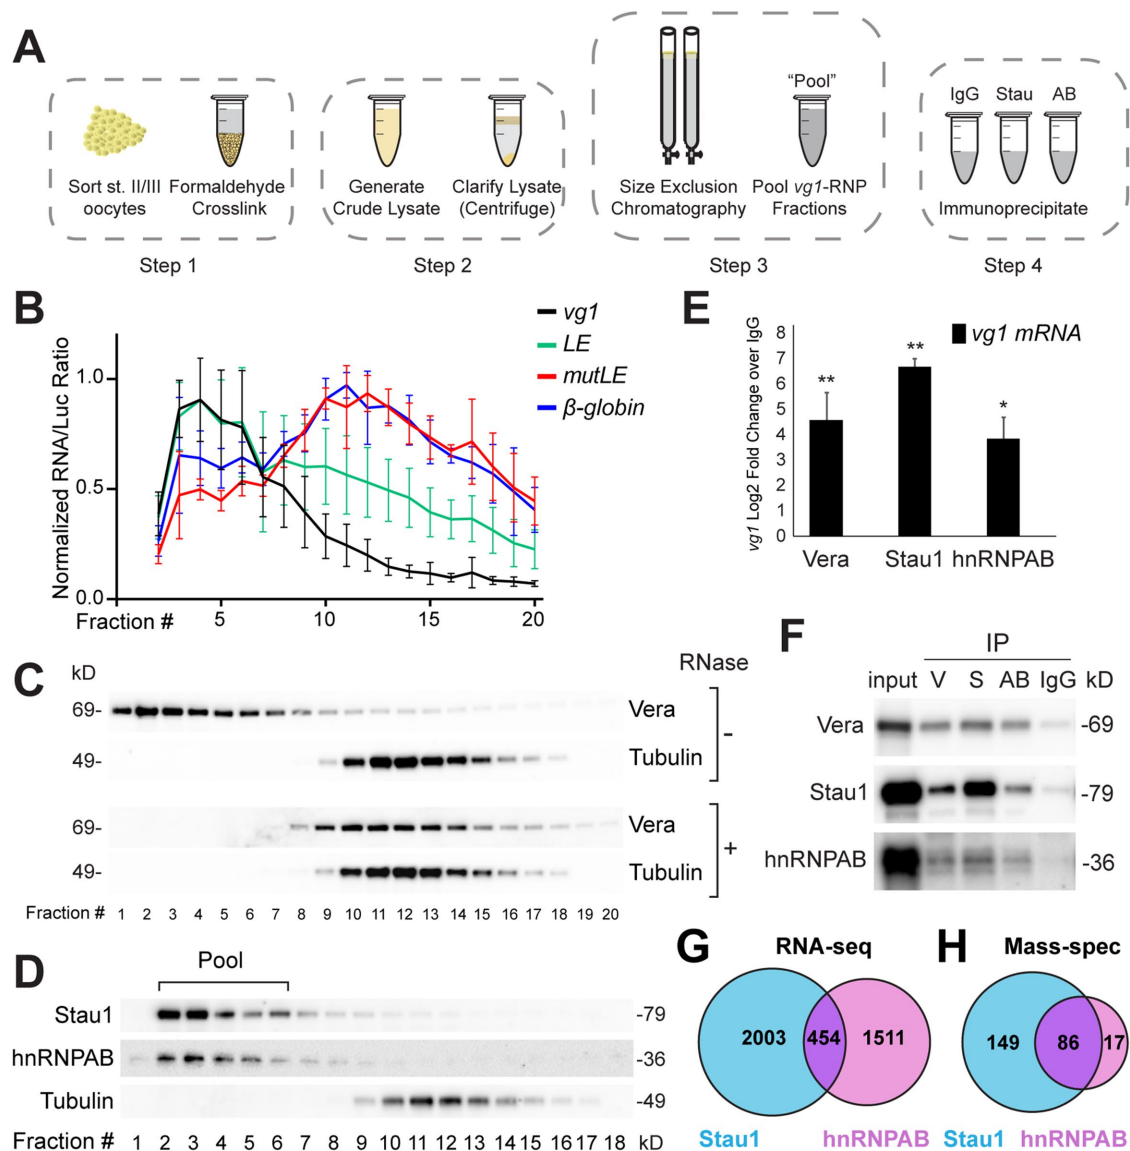 A
Sort st. II/III
oocytes
Formaldehyde
Crosslink
Step 1
Generate
Crude Lysate
Clarify Lysate
(Centrifuge)
Step 2
Size Exclusion
Chromatography
“Pool”
Pool vg1-RNP
Fractions
Step 3
IgG Stau AB
Immunoprecipitate
Step 4
B
Normalized RNA/Luc Ratio
1.0
0.5
0.0
Fraction #
5 10 15 20
vg1
LE
mutLE
β-globin
E
vg1 Log2 Fold Change over IgG
8
7
6
5
4
3
2
1
0
** ** *
vg1 mRNA
Vera Stau1 hnRNPAB
C
kD
RNase
69- Vera
49- Tubulin
-
69- Vera
49- Tubulin
+
Fraction # 1 2 3 4 5 6 7 8 9 10 11 12 13 14 15 16 17 18 19 20
F
IP
input V S AB IgG kD
Vera -69
Stau1 -79
hnRNPAB -36
D
Pool
Stau1 -79
hnRNPAB -36
Tubulin -49
Fraction # 1 2 3 4 5 6 7 8 9 10 11 12 13 14 15 16 17 18 kD
G
RNA-seq
2003 454 1511
Stau1 hnRNPAB
H
Mass-spec
149 86 17
Stau1 hnRNPAB